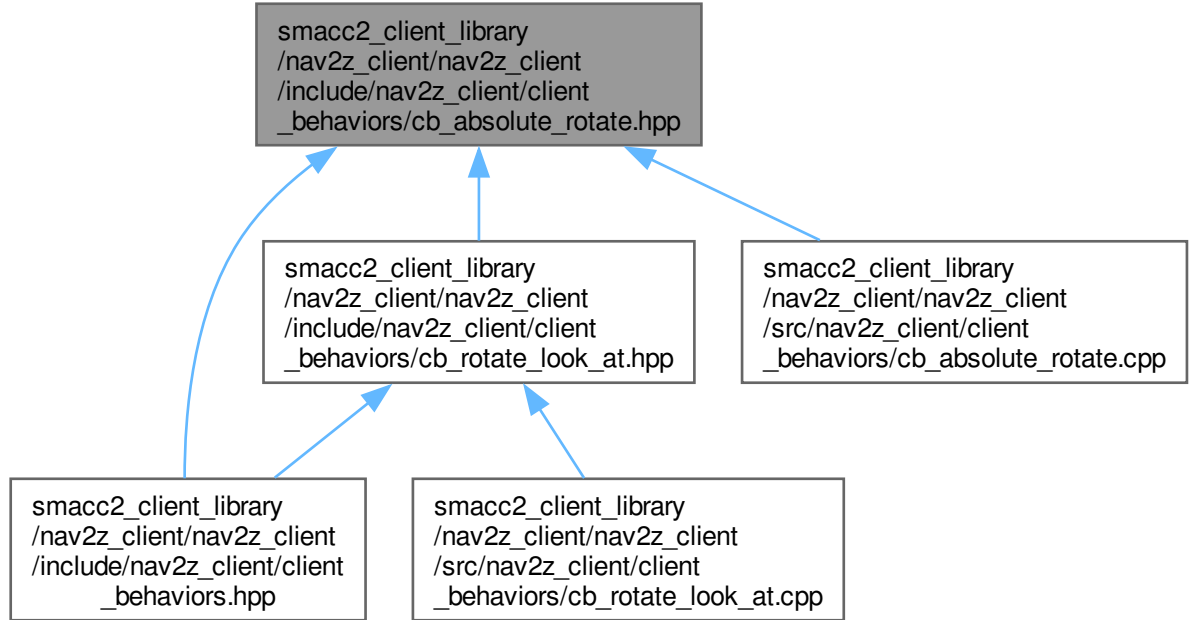 smacc2_client_library
/nav2z_client/nav2z_client
/include/nav2z_client/client
_behaviors/cb_absolute_rotate.hpp
smacc2_client_library
/nav2z_client/nav2z_client
/include/nav2z_client/client
_behaviors/cb_rotate_look_at.hpp
smacc2_client_library
/nav2z_client/nav2z_client
/src/nav2z_client/client
_behaviors/cb_absolute_rotate.cpp
smacc2_client_library
/nav2z_client/nav2z_client
/include/nav2z_client/client
_behaviors.hpp
smacc2_client_library
/nav2z_client/nav2z_client
/src/nav2z_client/client
_behaviors/cb_rotate_look_at.cpp